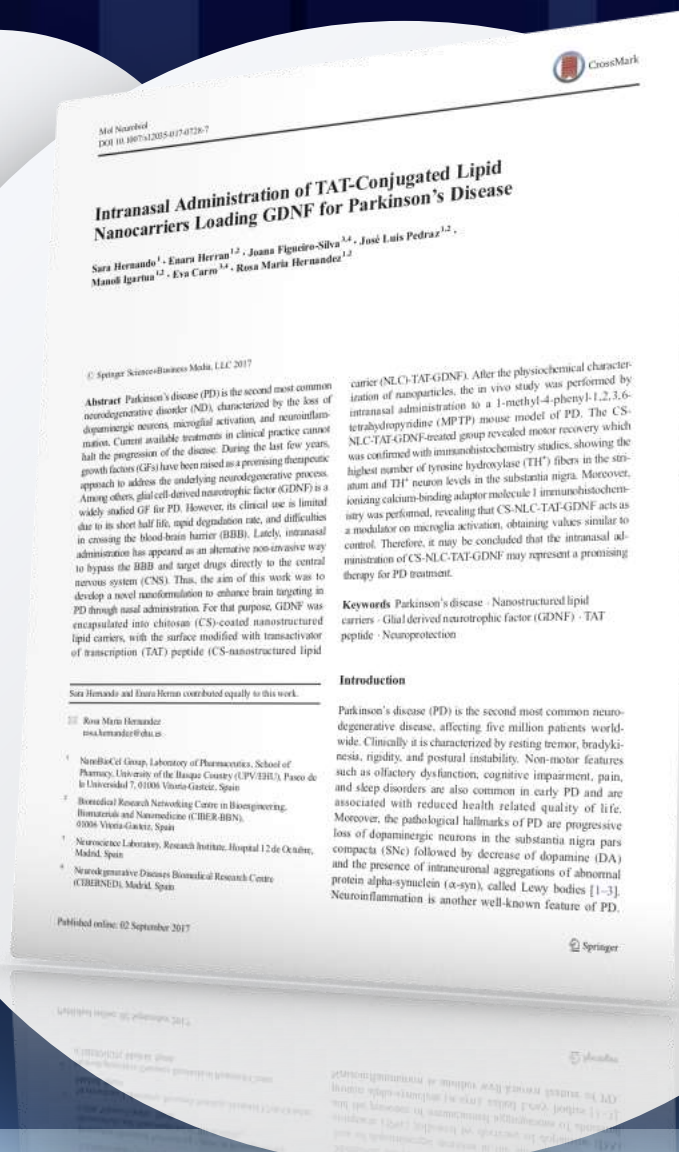 CrossMark
Mol Neurobiol
DOI 10.1007/s12035-017-0728-7
Intranasal Administration of TAT-Conjugated Lipid
Nanocarriers Loading GDNF for Parkinson's Disease
Sara Hernando1 · Enara Herran1,2 · Joana Figueiro-Silva3,4 · José Luis Pedraz1,2 ·
Manoli Igartua1,2 · Eva Carro3,4 · Rosa Maria Hernandez1,2
© Springer Science+Business Media, LLC 2017
Abstract Parkinson's disease (PD) is the second most common
neurodegenerative disorder (ND), characterized by the loss of
dopaminergic neurons, microglial activation, and neuroinflam-
mation. Current available treatments in clinical practice cannot
halt the progression of the disease. During the last few years,
growth factors (GFs) have been raised as a promising therapeutic
approach to address the underlying neurodegenerative process.
Among others, glial cell-derived neurotrophic factor (GDNF) is a
widely studied GF for PD. However, its clinical use is limited
due to its short half life, rapid degradation rate, and difficulties
in crossing the blood-brain barrier (BBB). Lately, intranasal
administration has appeared as an alternative non-invasive way
to bypass the BBB and target drugs directly to the central
nervous system (CNS). Thus, the aim of this work was to
develop a novel nanoformulation to enhance brain targeting in
PD through nasal administration. For that purpose, GDNF was
encapsulated into chitosan (CS)-coated nanostructured
lipid carriers, with the surface modified with transactivator
of transcription (TAT) peptide (CS-nanostructured lipid
carrier (NLC)-TAT-GDNF). After the physiochemical character-
ization of nanoparticles, the in vivo study was performed by
intranasal administration to a 1-methyl-4-phenyl-1,2,3,6-
tetrahydropyridine (MPTP) mouse model of PD. The CS-
NLC-TAT-GDNF-treated group revealed motor recovery which
was confirmed with immunohistochemistry studies, showing the
highest number of tyrosine hydroxylase (TH+) fibers in the stri-
atum and TH+ neuron levels in the substantia nigra. Moreover,
ionizing calcium-binding adaptor molecule 1 immunohistochem-
istry was performed, revealing that CS-NLC-TAT-GDNF acts as
a modulator on microglia activation, obtaining values similar to
control. Therefore, it may be concluded that the intranasal ad-
ministration of CS-NLC-TAT-GDNF may represent a promising
therapy for PD treatment.
Keywords Parkinson's disease · Nanostructured lipid
carriers · Glial derived neurotrophic factor (GDNF) · TAT
peptide · Neuroprotection
Sara Hernando and Enara Herran contributed equally to this work.
Rosa Maria Hernandez
rosa.hernandez@ehu.es
1 NanoBioCel Group, Laboratory of Pharmaceutics, School of
Pharmacy, University of the Basque Country (UPV/EHU), Paseo de
la Universidad 7, 01006 Vitoria-Gasteiz, Spain
2 Biomedical Research Networking Centre in Bioengineering,
Biomaterials and Nanomedicine (CIBER-BBN),
01006 Vitoria-Gasteiz, Spain
3 Neuroscience Laboratory, Research Institute, Hospital 12 de Octubre,
Madrid, Spain
4 Neurodegenerative Diseases Biomedical Research Centre
(CIBERNED), Madrid, Spain
Introduction
Parkinson's disease (PD) is the second most common neuro-
degenerative disease, affecting five million patients world-
wide. Clinically it is characterized by resting tremor, bradyki-
nesis, rigidity, and postural instability. Non-motor features
such as olfactory dysfunction, cognitive impairment, pain,
and sleep disorders are also common in early PD and are
associated with reduced health related quality of life.
Moreover, the pathological hallmarks of PD are progressive
loss of dopaminergic neurons in the substantia nigra pars
compacta (SNc) followed by decrease of dopamine (DA)
and the presence of intraneuronal aggregations of abnormal
protein alpha-synuclein (α-syn), called Lewy bodies [1–3].
Neuroinflammation is another well-known feature of PD.
Published online: 02 September 2017
Springer